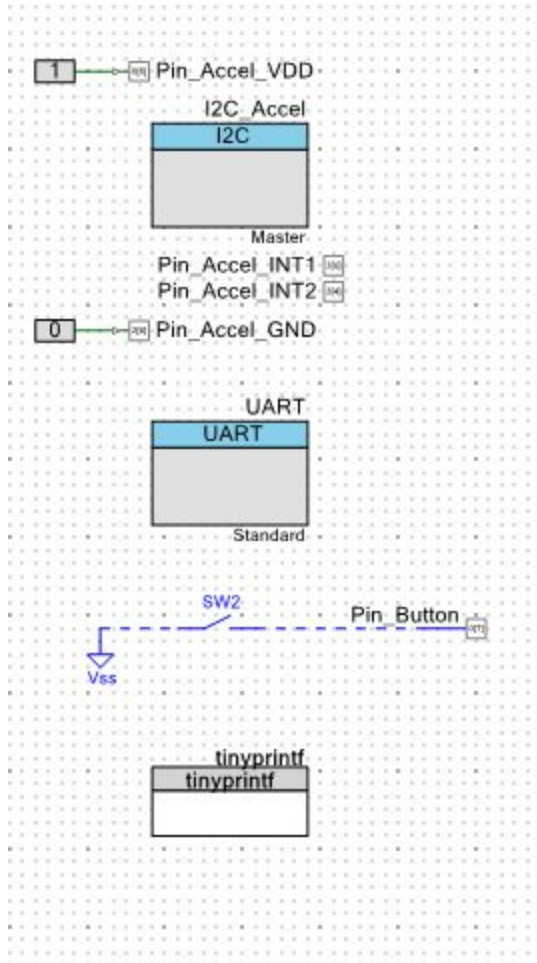 1 Pin_Accel_VDD
I2C_Accel
I2C
Master
Pin_Accel_INT1
Pin_Accel_INT2
0 Pin_Accel_GND
UART
UART
Standard
SW2
Pin_Button
Vss
tinyprintf
tinyprintf